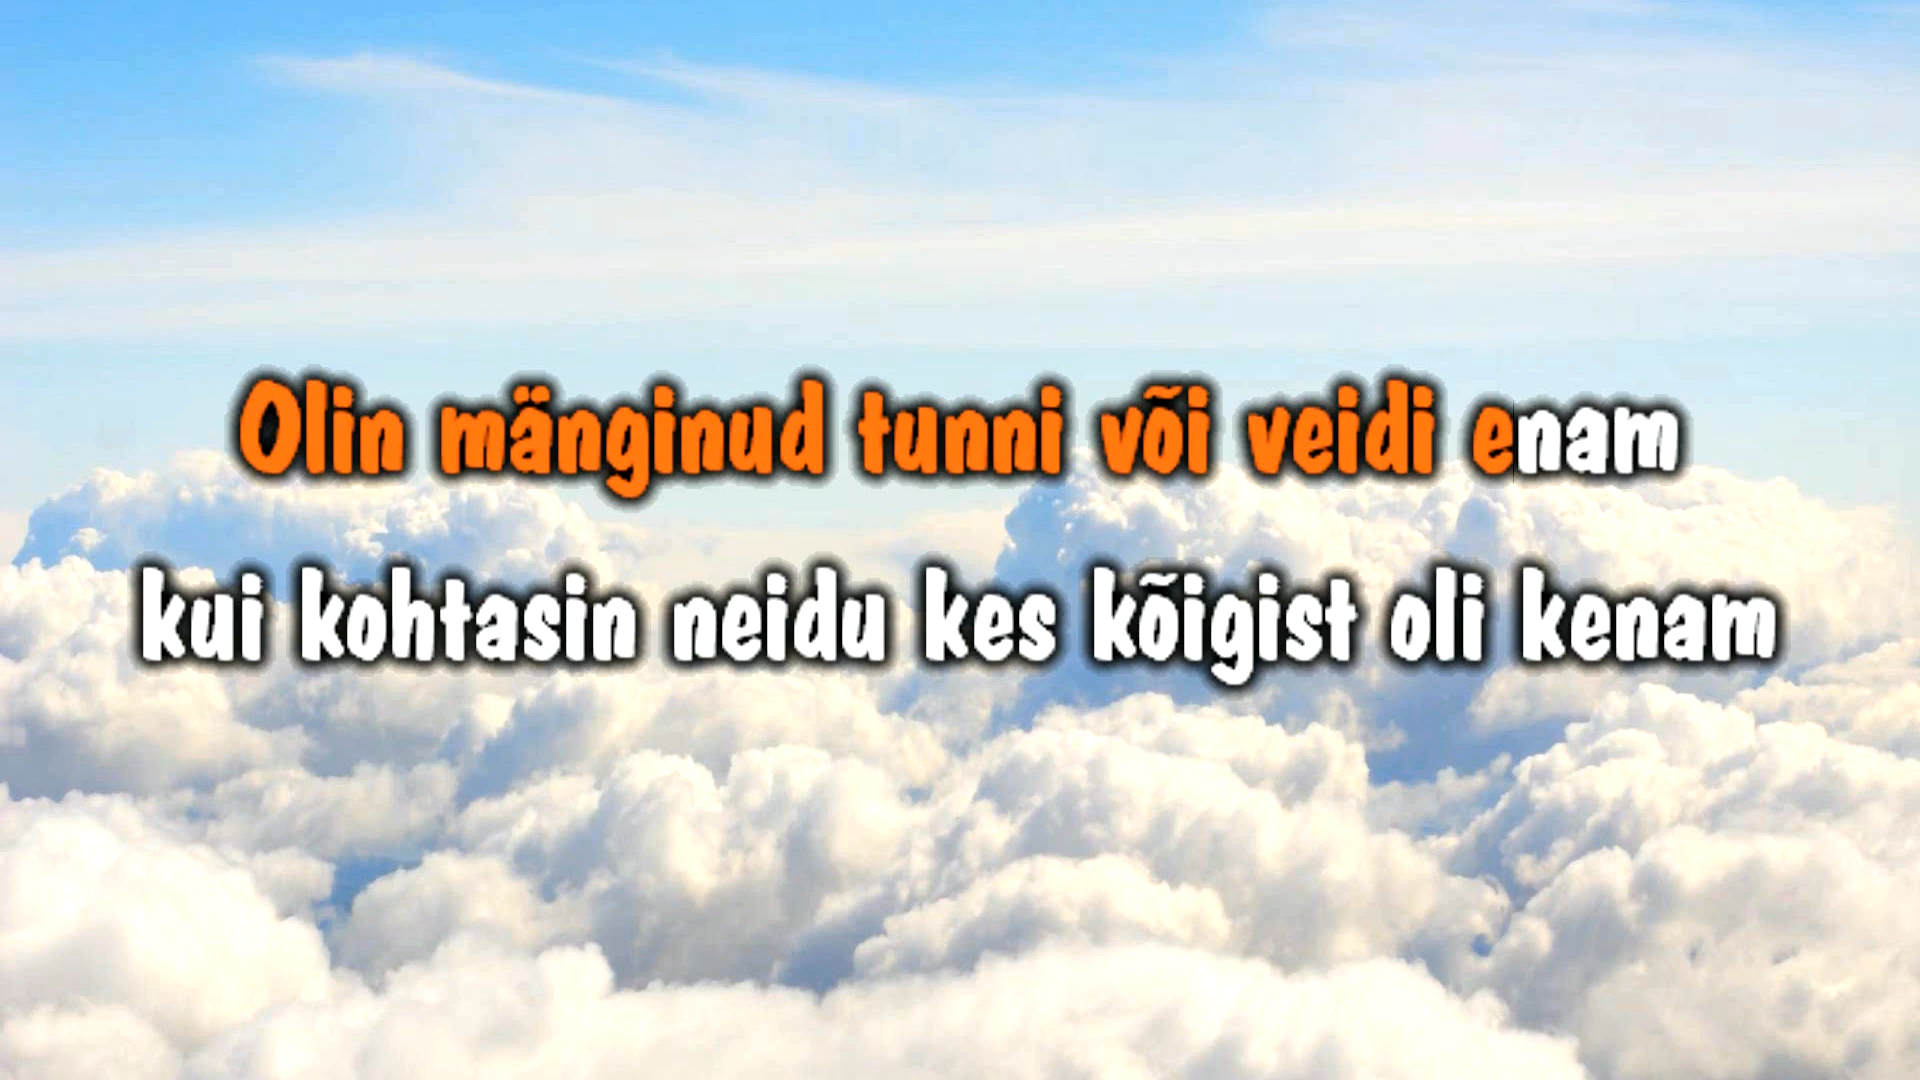 Olin mänginud tunni või veidi enam
kui kohtasin neidu kes kõigist oli kenam